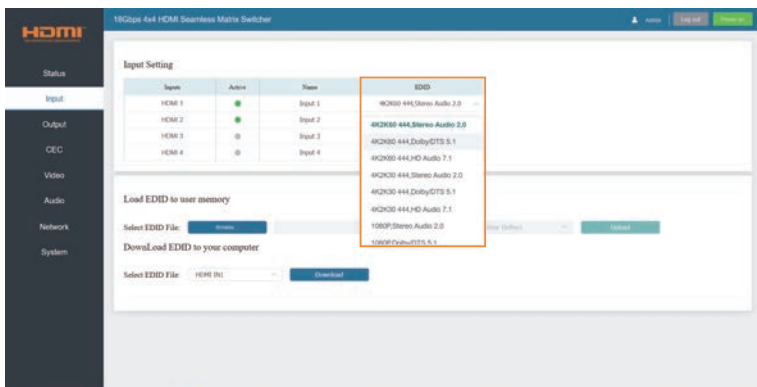 HDMI
18Gbps 4x4 HDMI Seamless Matrix Switcher
Admin
Log out
Status
Input
Output
CEC
Video
Audio
Network
System
Input Setting
Inputs Active Name EDID
HDMI 1 Input 1 4K2K60 444,Stereo Audio 2.0
HDMI 2 Input 2
HDMI 3 Input 3
HDMI 4 Input 4
4K2K60 444,Stereo Audio 2.0
4K2K60 444,Dolby/DTS 5.1
4K2K60 444,HD Audio 7.1
4K2K30 444,Stereo Audio 2.0
4K2K30 444,Dolby/DTS 5.1
4K2K30 444,HD Audio 7.1
1080P,Stereo Audio 2.0
1080P,Dolby/DTS 5.1
Load EDID to user memory
Select EDID File: Browse Upload
DownLoad EDID to your computer
Select EDID File: HDMI IN1 Download